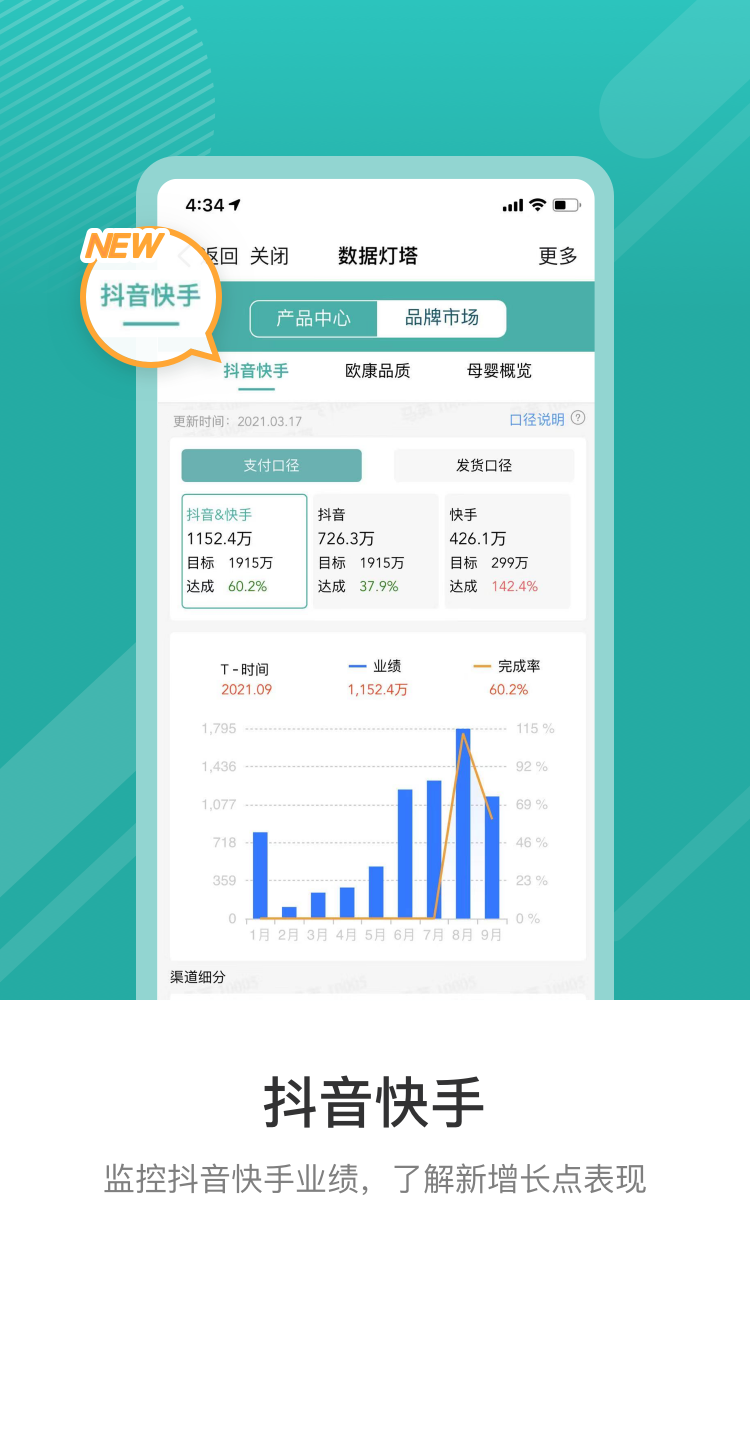 4:34
NEW
返回 关闭 数据灯塔 更多
抖音快手
产品中心 品牌市场
抖音快手 欧康品质 母婴概览
更新时间：2021.03.17 口径说明 ?
支付口径 发货口径
抖音&快手 抖音 快手
1152.4万 726.3万 426.1万
目标 1915万 目标 1915万 目标 299万
达成 60.2% 达成 37.9% 达成 142.4%
T - 时间 业绩 完成率
2021.09 1,152.4万 60.2%
1,795 115 %
1,436 92 %
1,077 69 %
718 46 %
359 23 %
0 0 %
1月 2月 3月 4月 5月 6月 7月 8月 9月
渠道细分
抖音快手
监控抖音快手业绩，了解新增长点表现